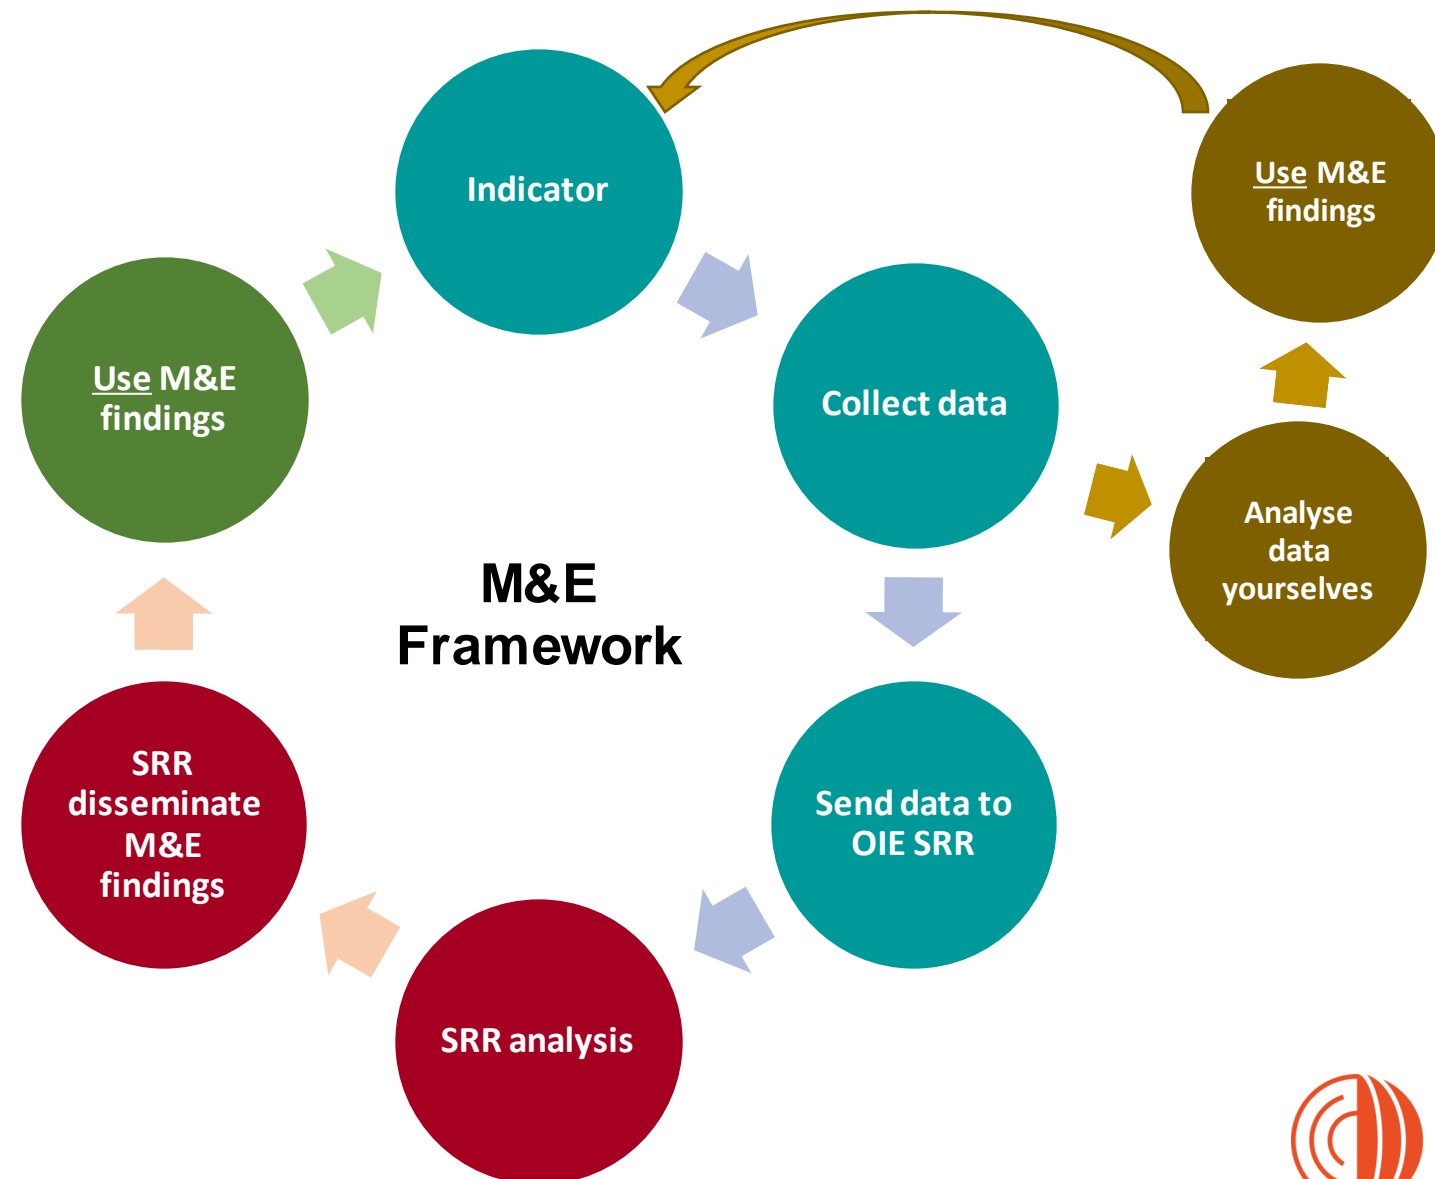 Indicator
Use M&E
findings
Use M&E
findings
Collect data
Analyse
data
yourselves
M&E
Framework
SRR
disseminate
M&E
findings
Send data to
OIE SRR
SRR analysis